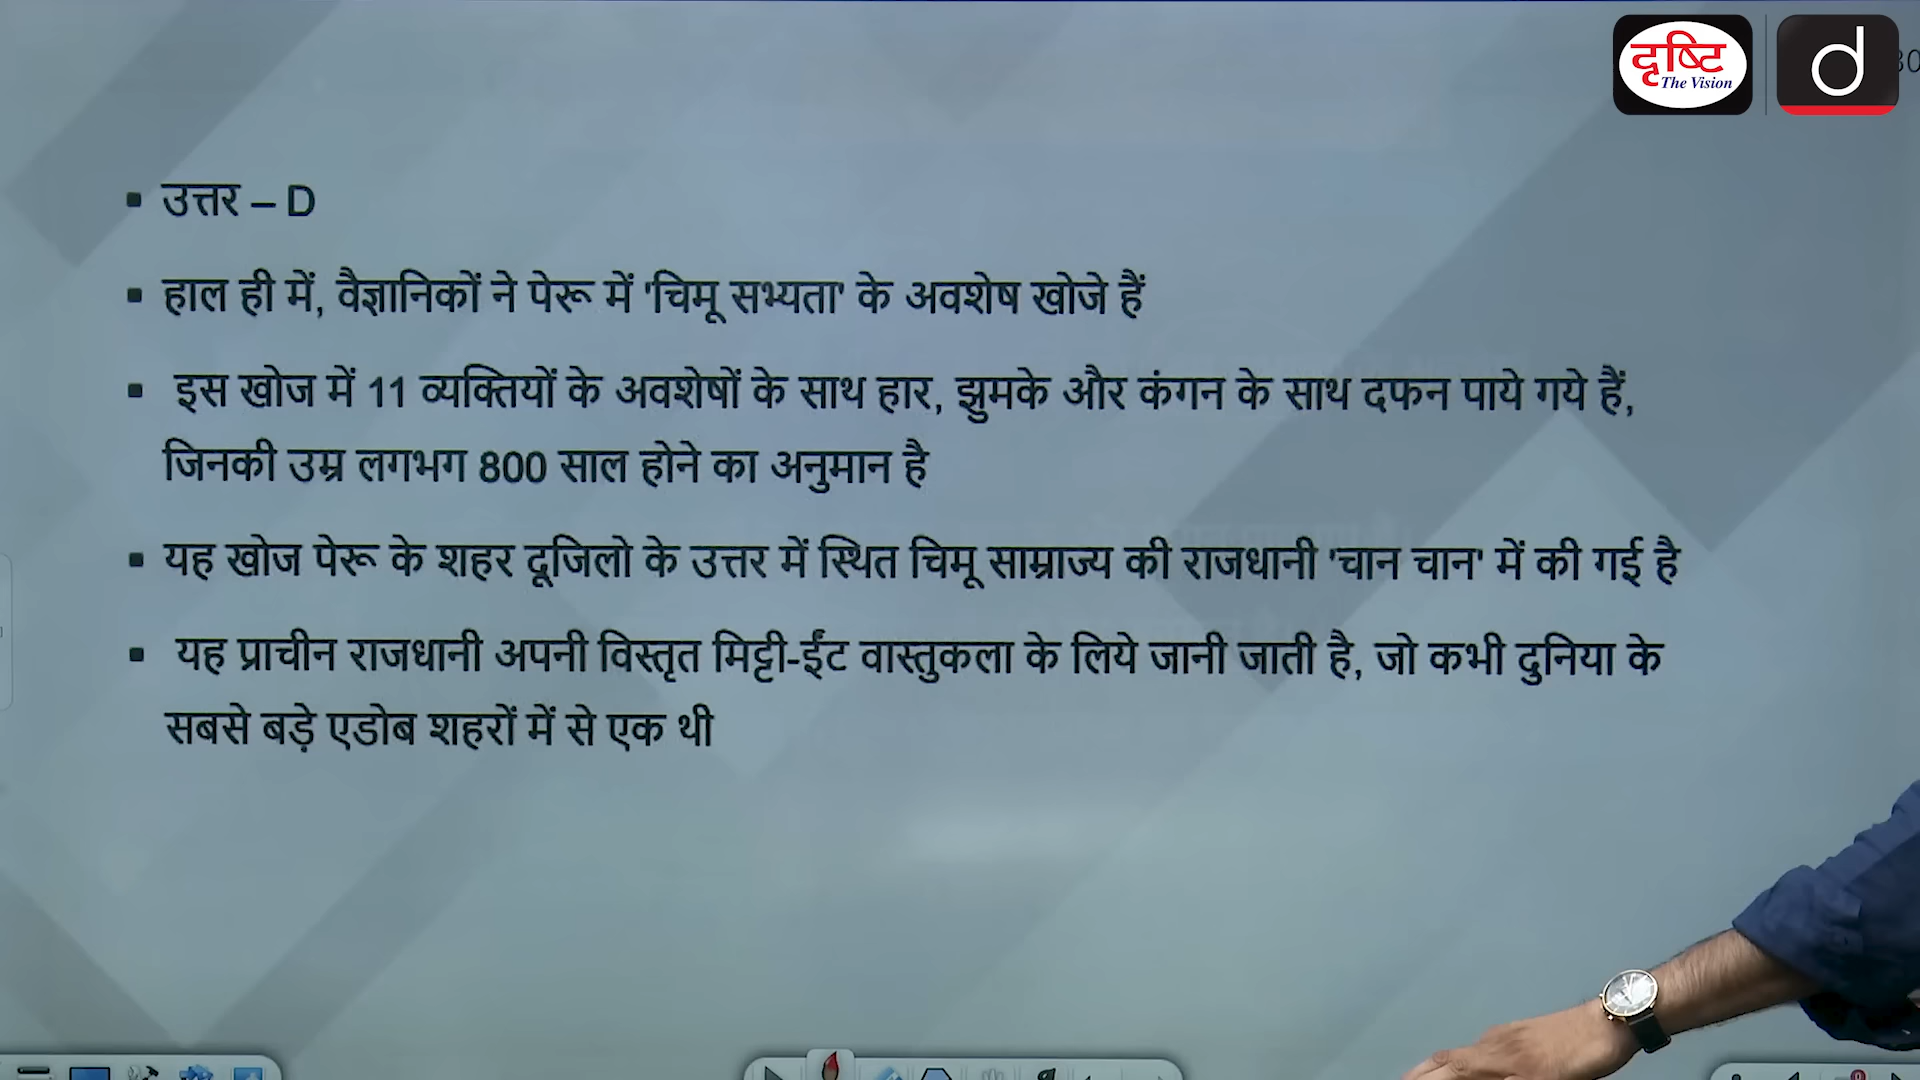 दृष्टि
The Vision
d
30
▪ उत्तर – D
▪ हाल ही में, वैज्ञानिकों ने पेरू में 'चिमू सभ्यता' के अवशेष खोजे हैं
▪ इस खोज में 11 व्यक्तियों के अवशेषों के साथ हार, झुमके और कंगन के साथ दफन पाये गये हैं,
जिनकी उम्र लगभग 800 साल होने का अनुमान है
▪ यह खोज पेरू के शहर दूजिलो के उत्तर में स्थित चिमू साम्राज्य की राजधानी 'चान चान' में की गई है
▪ यह प्राचीन राजधानी अपनी विस्तृत मिट्टी-ईंट वास्तुकला के लिये जानी जाती है, जो कभी दुनिया के
सबसे बड़े एडोब शहरों में से एक थी